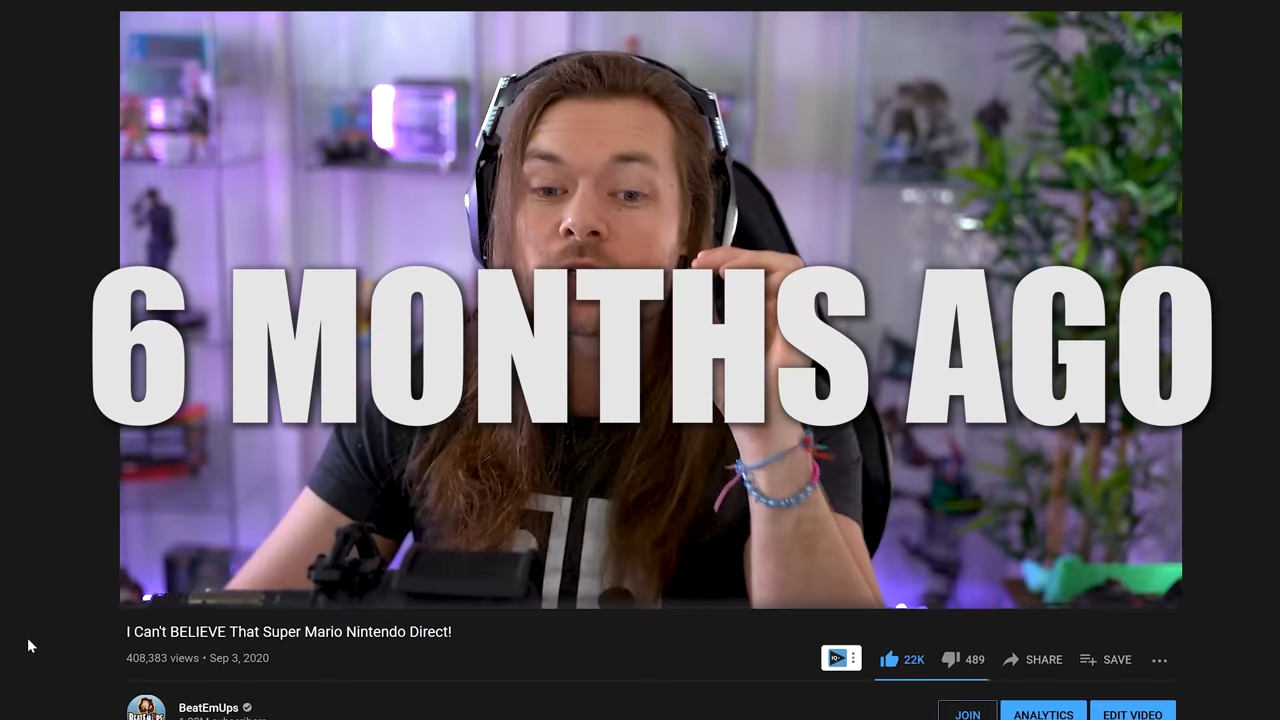 6 MONTHS AGO
I Can't BELIEVE That Super Mario Nintendo Direct!
408,383 views • Sep 3, 2020
22K 489 SHARE SAVE
BeatEmUps
JOIN ANALYTICS EDIT VIDEO